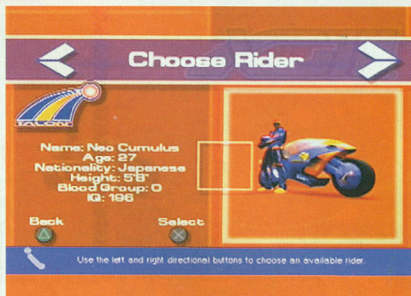 Choose Rider
TALON
Name: Neo Cumulus
Age: 27
Nationality: Japanese
Height: 5'8"
Blood Group: O
IQ: 196
Back
Select
Use the left and right directional buttons to choose an available rider.